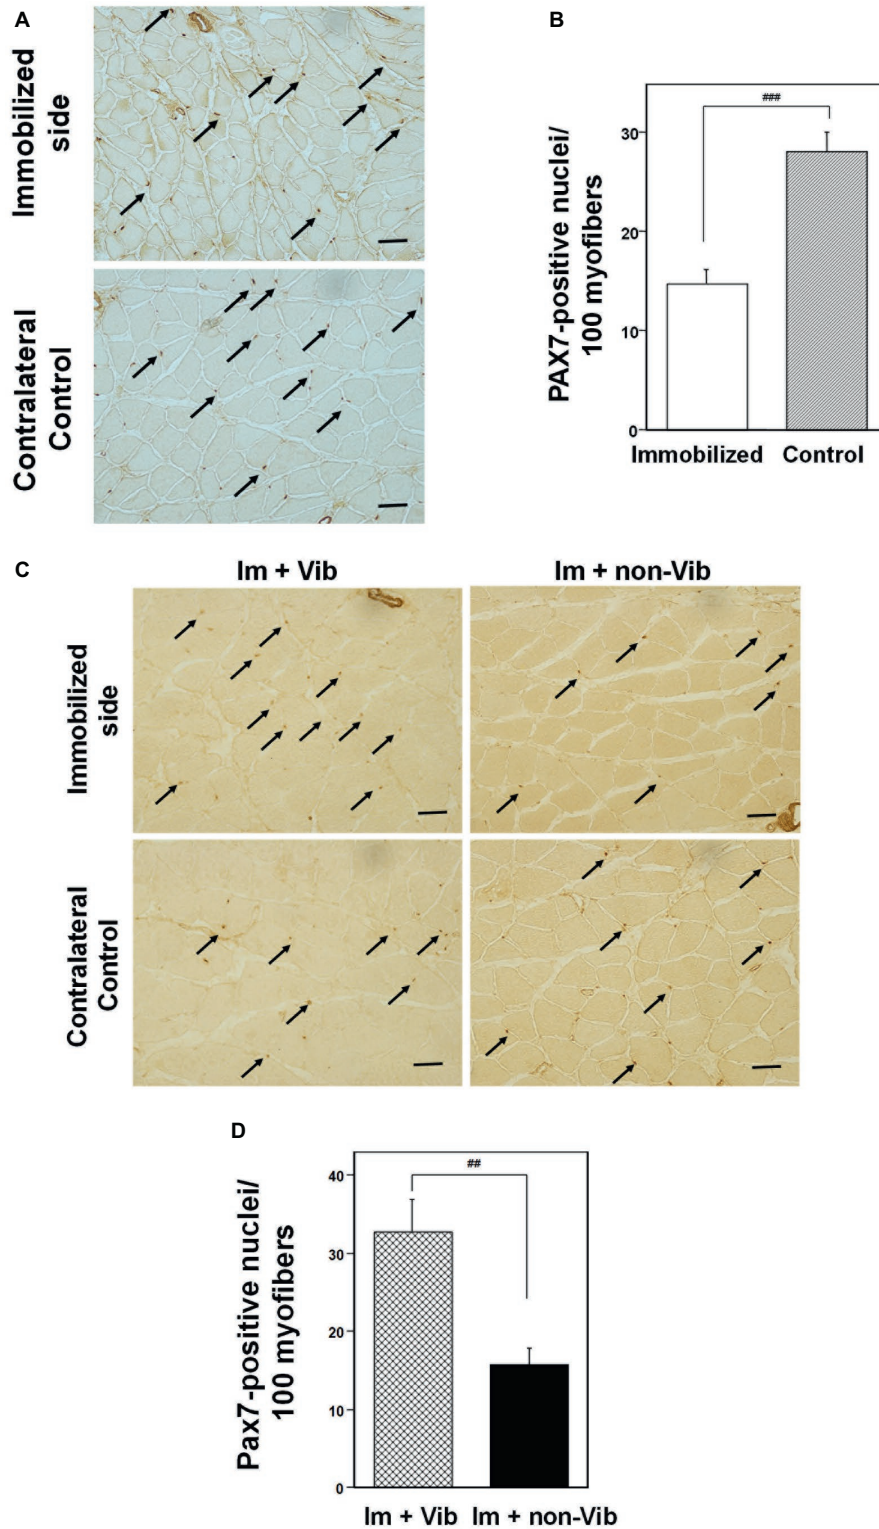 A
Immobilized
side
Contralateral
Control
B
PAX7-positive nuclei/
100 myofibers
30
20
10
0
###
Immobilized
Control
C
Im + Vib
Im + non-Vib
Immobilized
side
Contralateral
Control
D
Pax7-positive nuclei/
100 myofibers
40
30
20
10
0
##
Im + Vib
Im + non-Vib